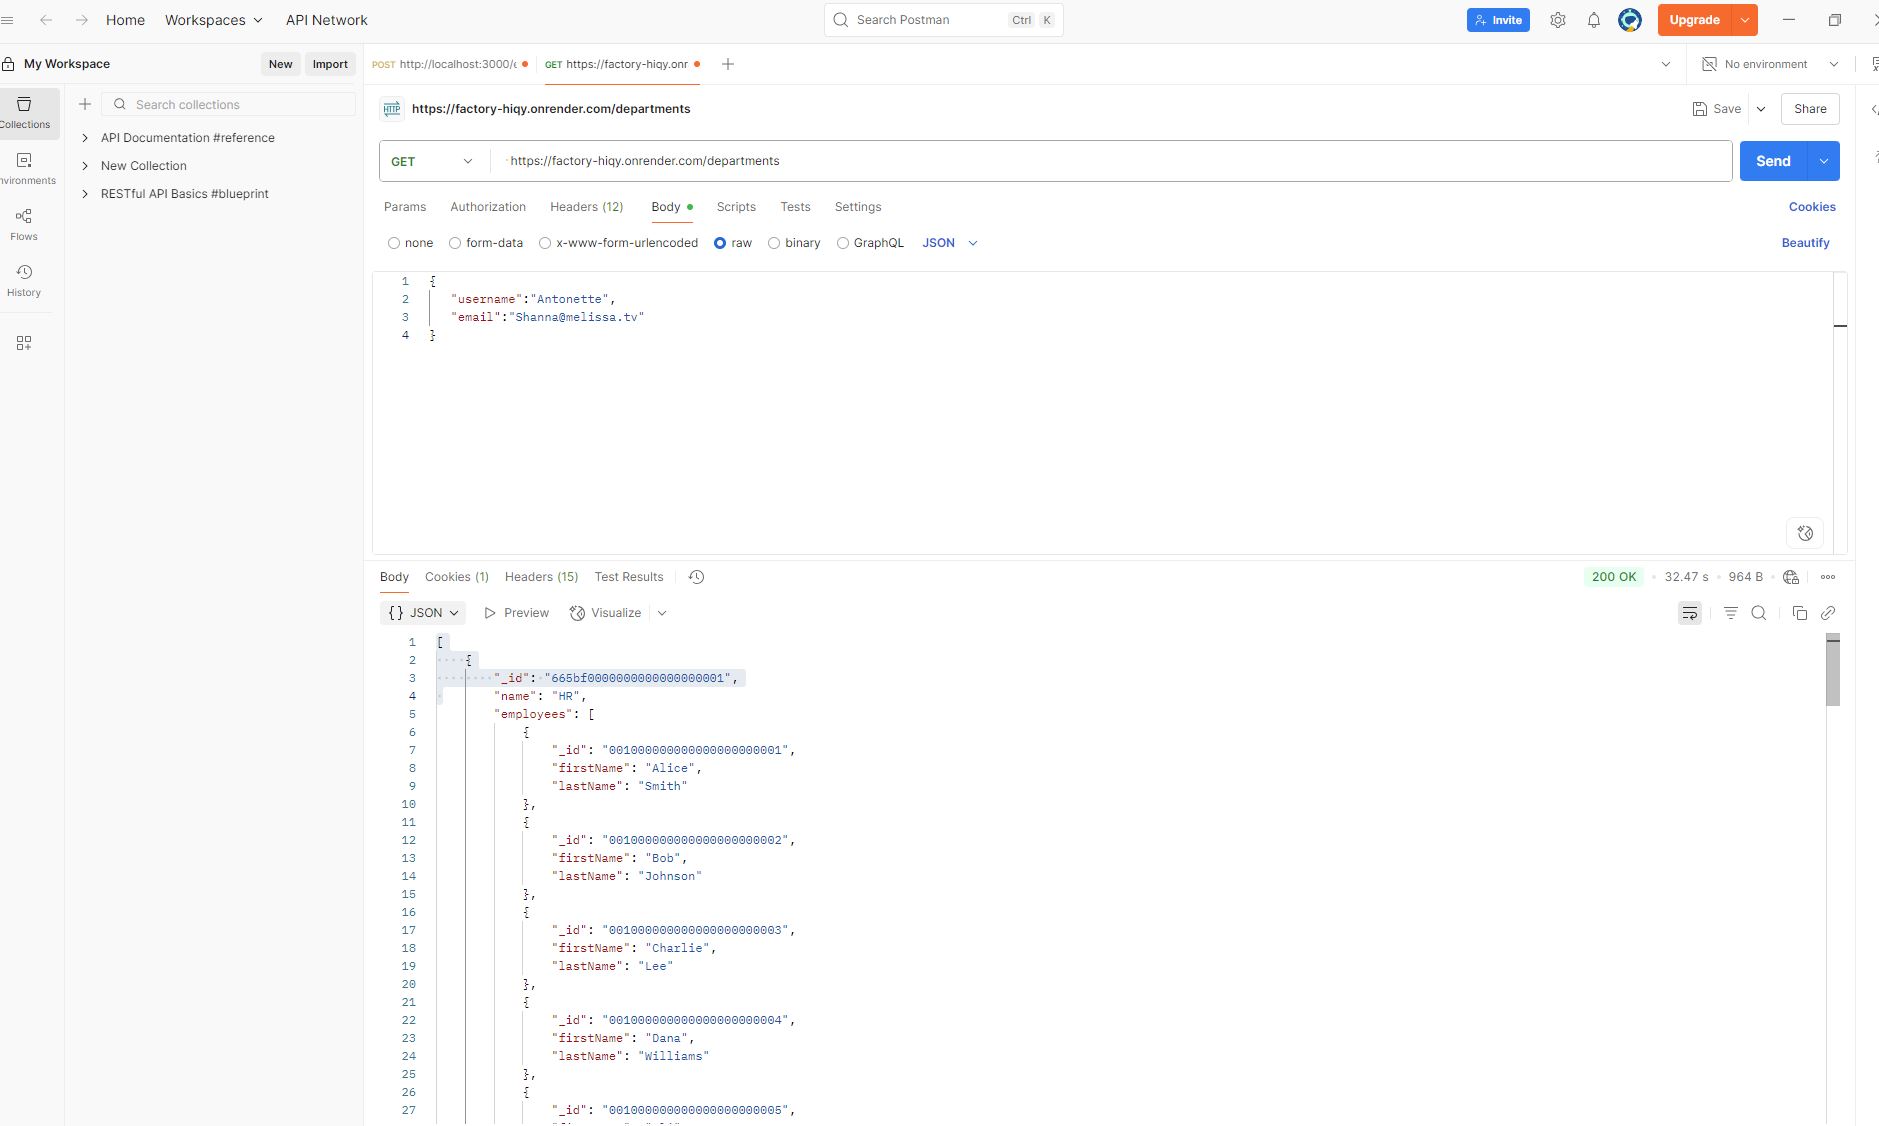 Home Workspaces API Network Search Postman Ctrl K Invite Upgrade
My Workspace New Import POST http://localhost:3000/ GET https://factory-hiqy.onr No environment
Search collections
Collections
API Documentation #reference
New Collection
RESTful API Basics #blueprint
nvironments
Flows
History
HTTP https://factory-hiqy.onrender.com/departments Save Share
GET https://factory-hiqy.onrender.com/departments Send
Params Authorization Headers (12) Body Scripts Tests Settings Cookies
none form-data x-www-form-urlencoded raw binary GraphQL JSON Beautify
1 {
2 "username":"Antonette",
3 "email":"Shanna@melissa.tv"
4 }
Body Cookies (1) Headers (15) Test Results 200 OK 32.47 s 964 B
{} JSON Preview Visualize
1 [
2 {
3 "_id": "665bf0000000000000000001",
4 "name": "HR",
5 "employees": [
6 {
7 "_id": "001000000000000000000001",
8 "firstName": "Alice",
9 "lastName": "Smith"
10 },
11 {
12 "_id": "001000000000000000000002",
13 "firstName": "Bob",
14 "lastName": "Johnson"
15 },
16 {
17 "_id": "001000000000000000000003",
18 "firstName": "Charlie",
19 "lastName": "Lee"
20 },
21 {
22 "_id": "001000000000000000000004",
23 "firstName": "Dana",
24 "lastName": "Williams"
25 },
26 {
27 "_id": "001000000000000000000005",